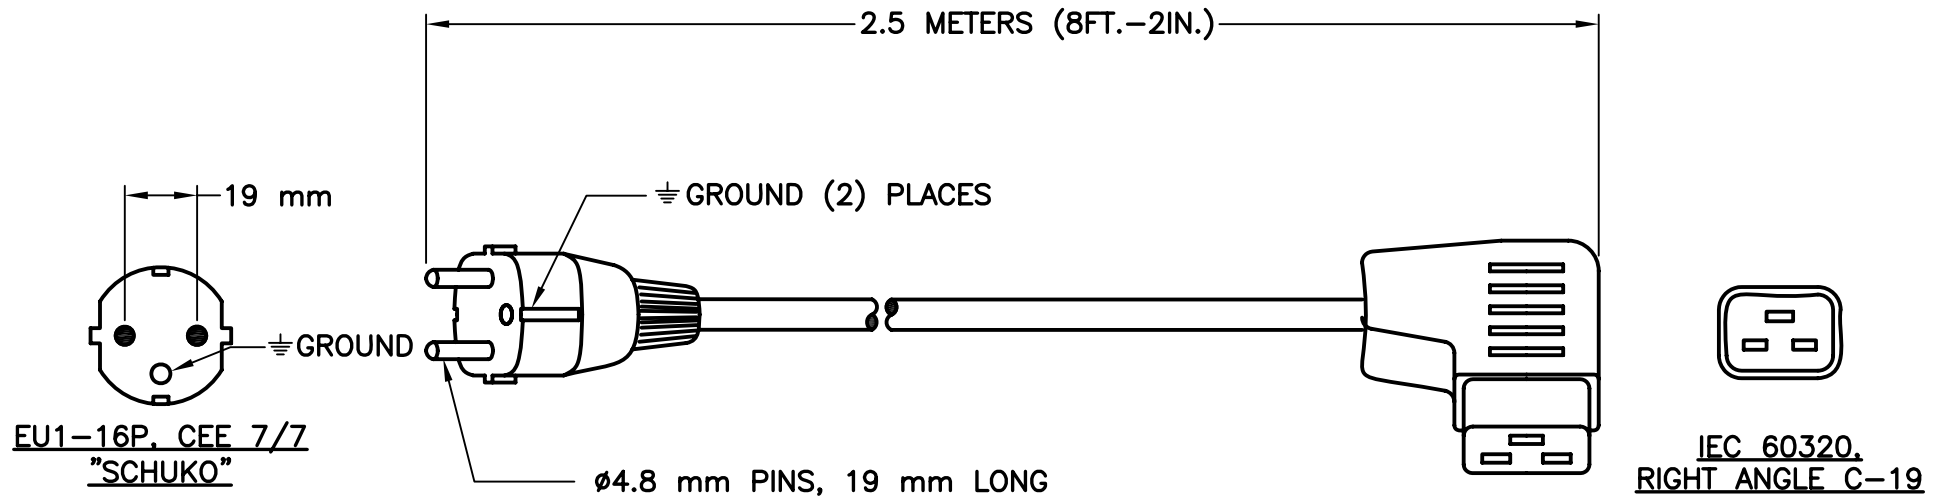 2.5 METERS (8FT.-2IN.)
19 mm
GROUND (2) PLACES
GROUND
EU1-16P, CEE 7/7
"SCHUKO"
ø4.8 mm PINS, 19 mm LONG
IEC 60320,
RIGHT ANGLE C-19